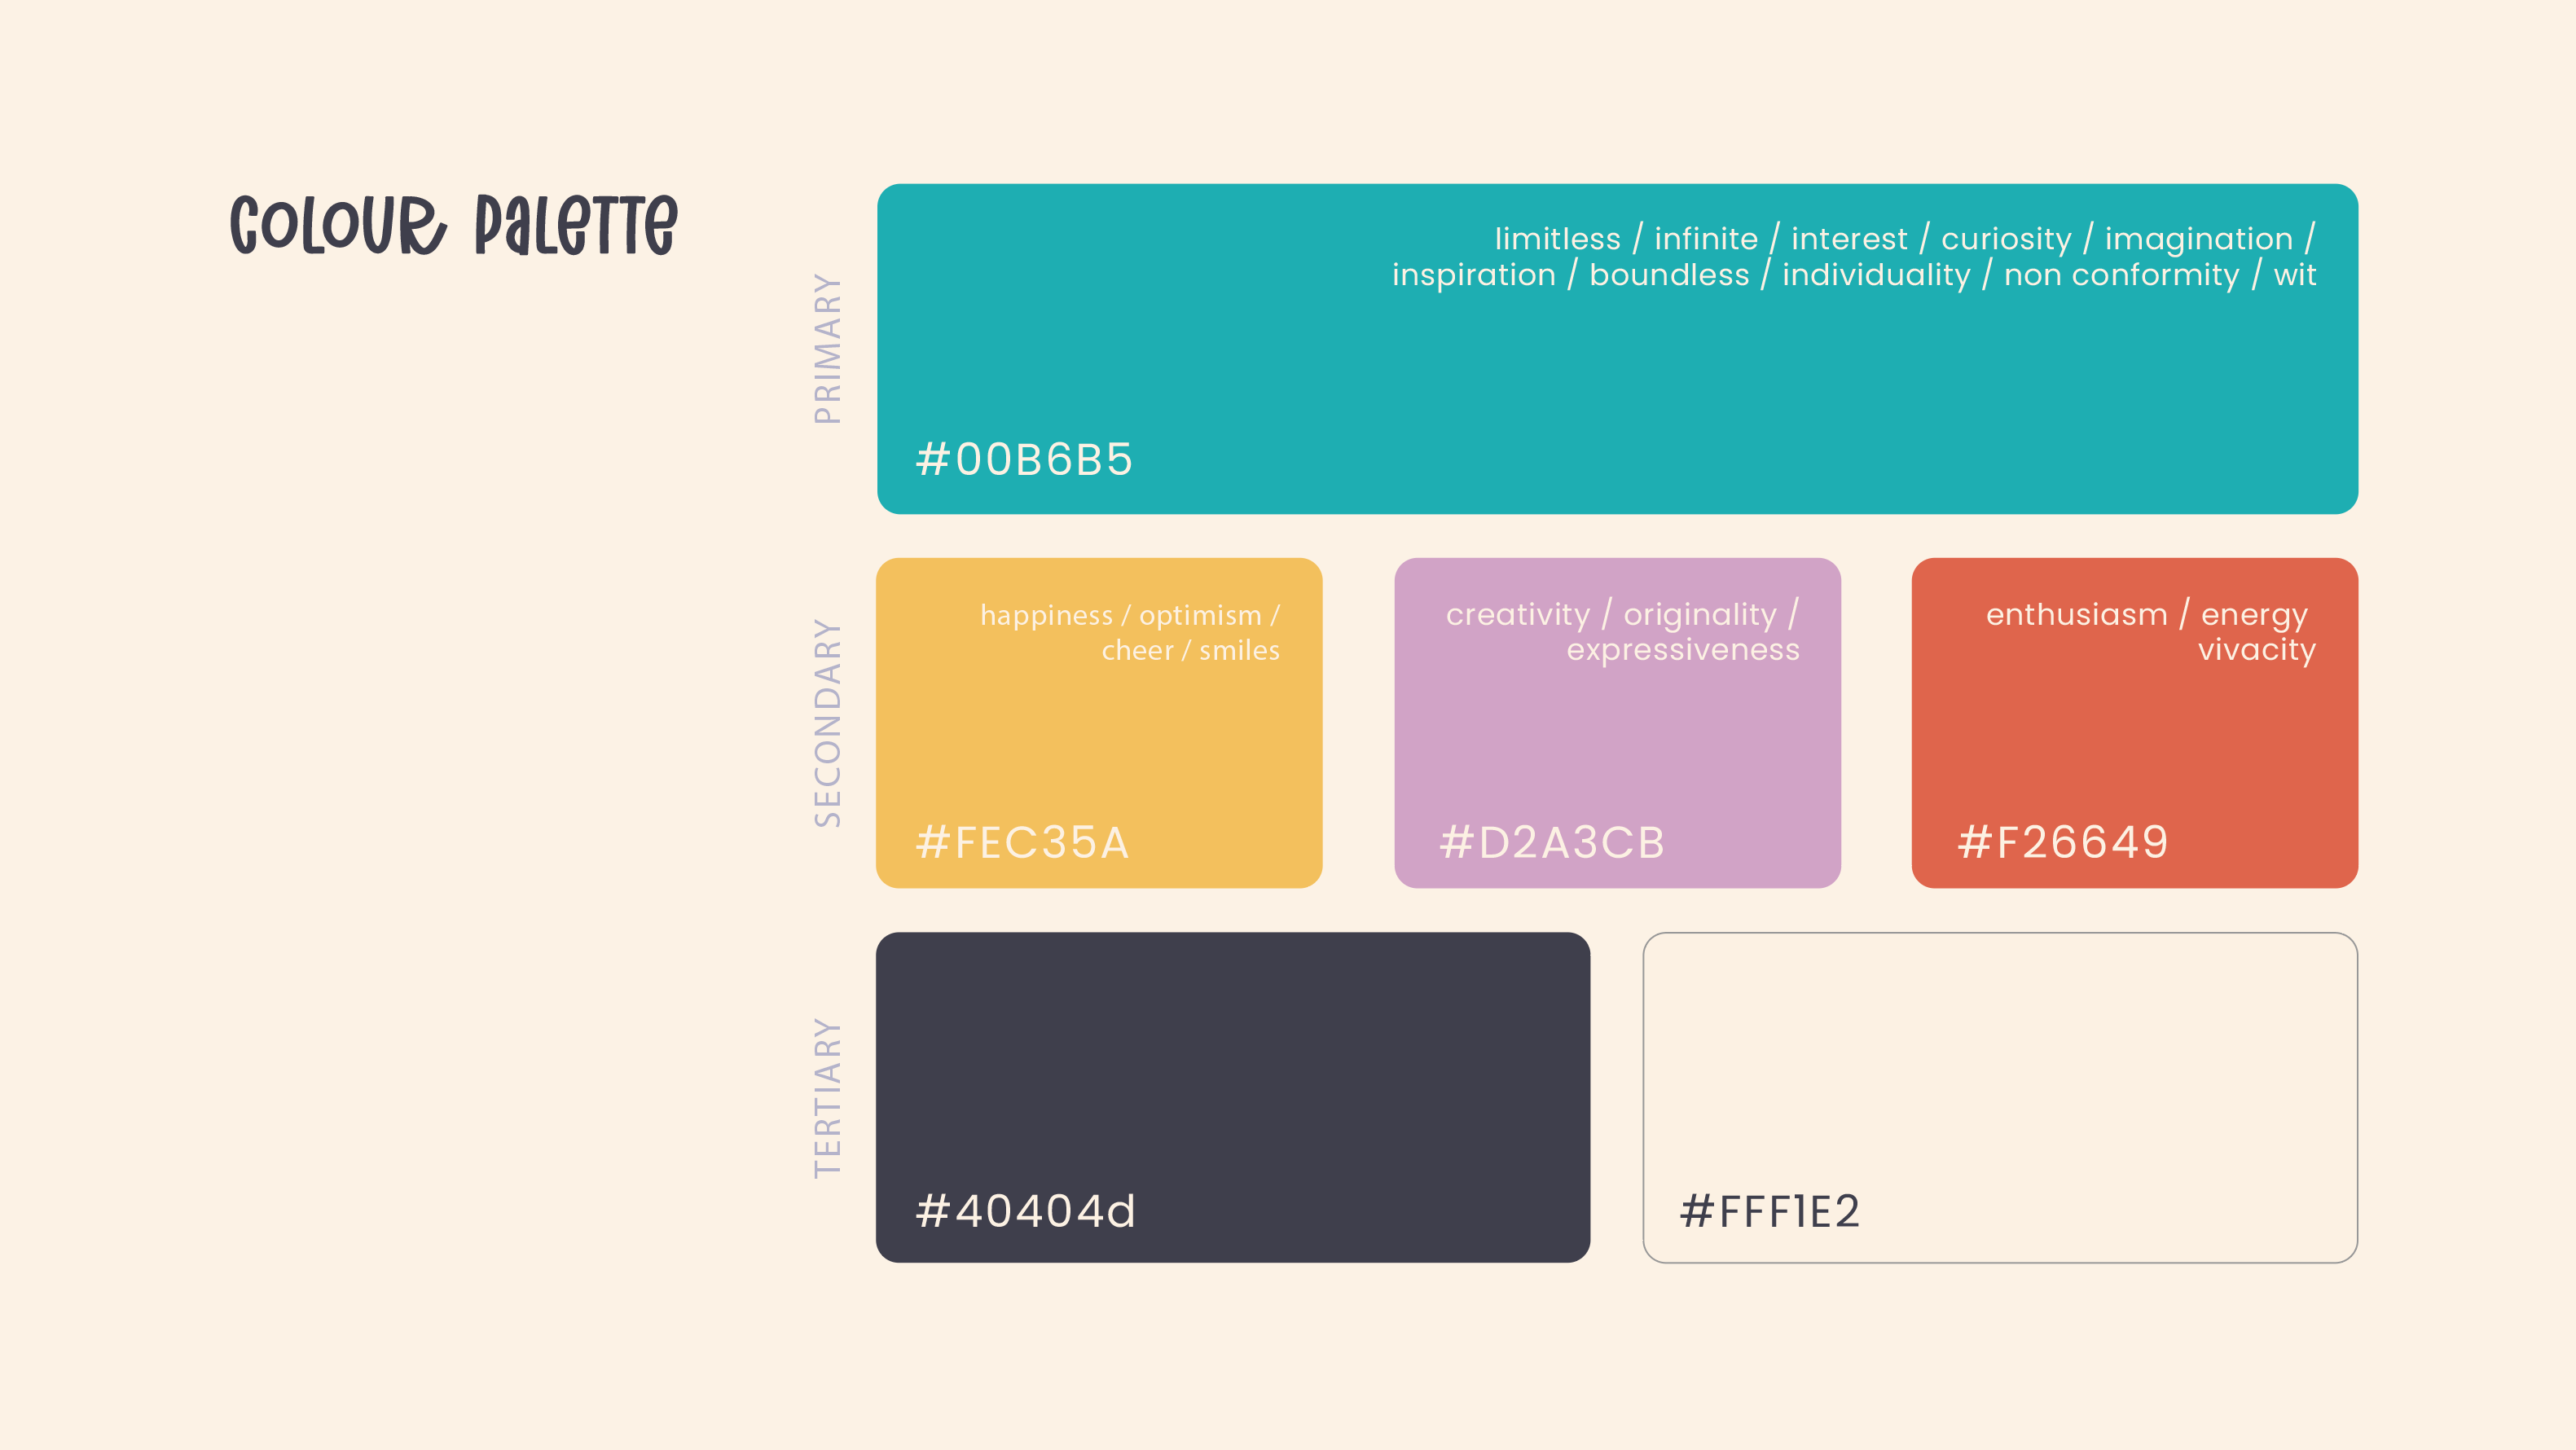 COLOUR PALETTE
PRIMARY
limitless / infinite / interest / curiosity / imagination /
inspiration / boundless / individuality / non conformity / wit
#00B6B5
SECONDARY
happiness / optimism /
cheer / smiles
#FEC35A
creativity / originality /
expressiveness
#D2A3CB
enthusiasm / energy
vivacity
#F26649
TERTIARY
#40404d
#FFF1E2